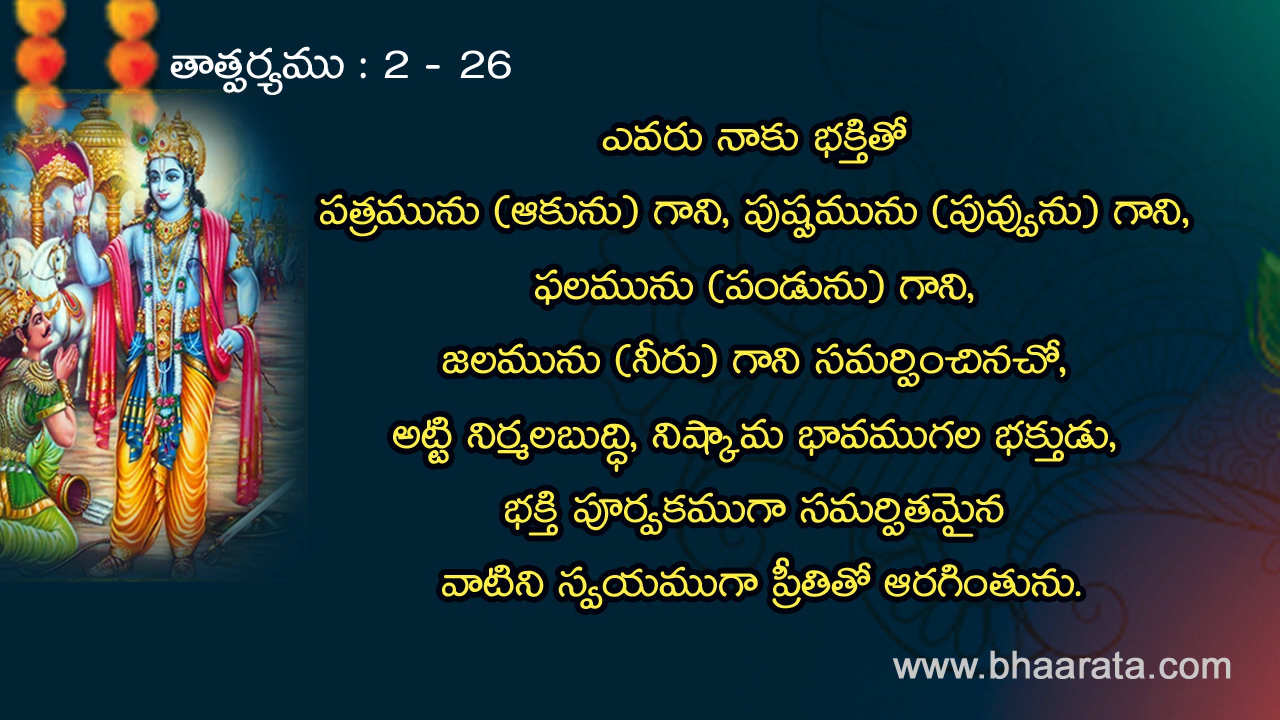 తాత్పర్యము : 2 - 26
ఎవరు నాకు భక్తితో
పత్రమును (ఆకును) గాని, పుష్పమును (పువ్వును) గాని,
ఫలమును (పండును) గాని,
జలమును (నీరు) గాని సమర్పించినచో,
అట్టి నిర్మలబుద్ధి, నిష్కామ భావముగల భక్తుడు,
భక్తి పూర్వకముగా సమర్పితమైన
వాటిని స్వయముగా ప్రీతితో ఆరగింతును.
www.bhaarata.com